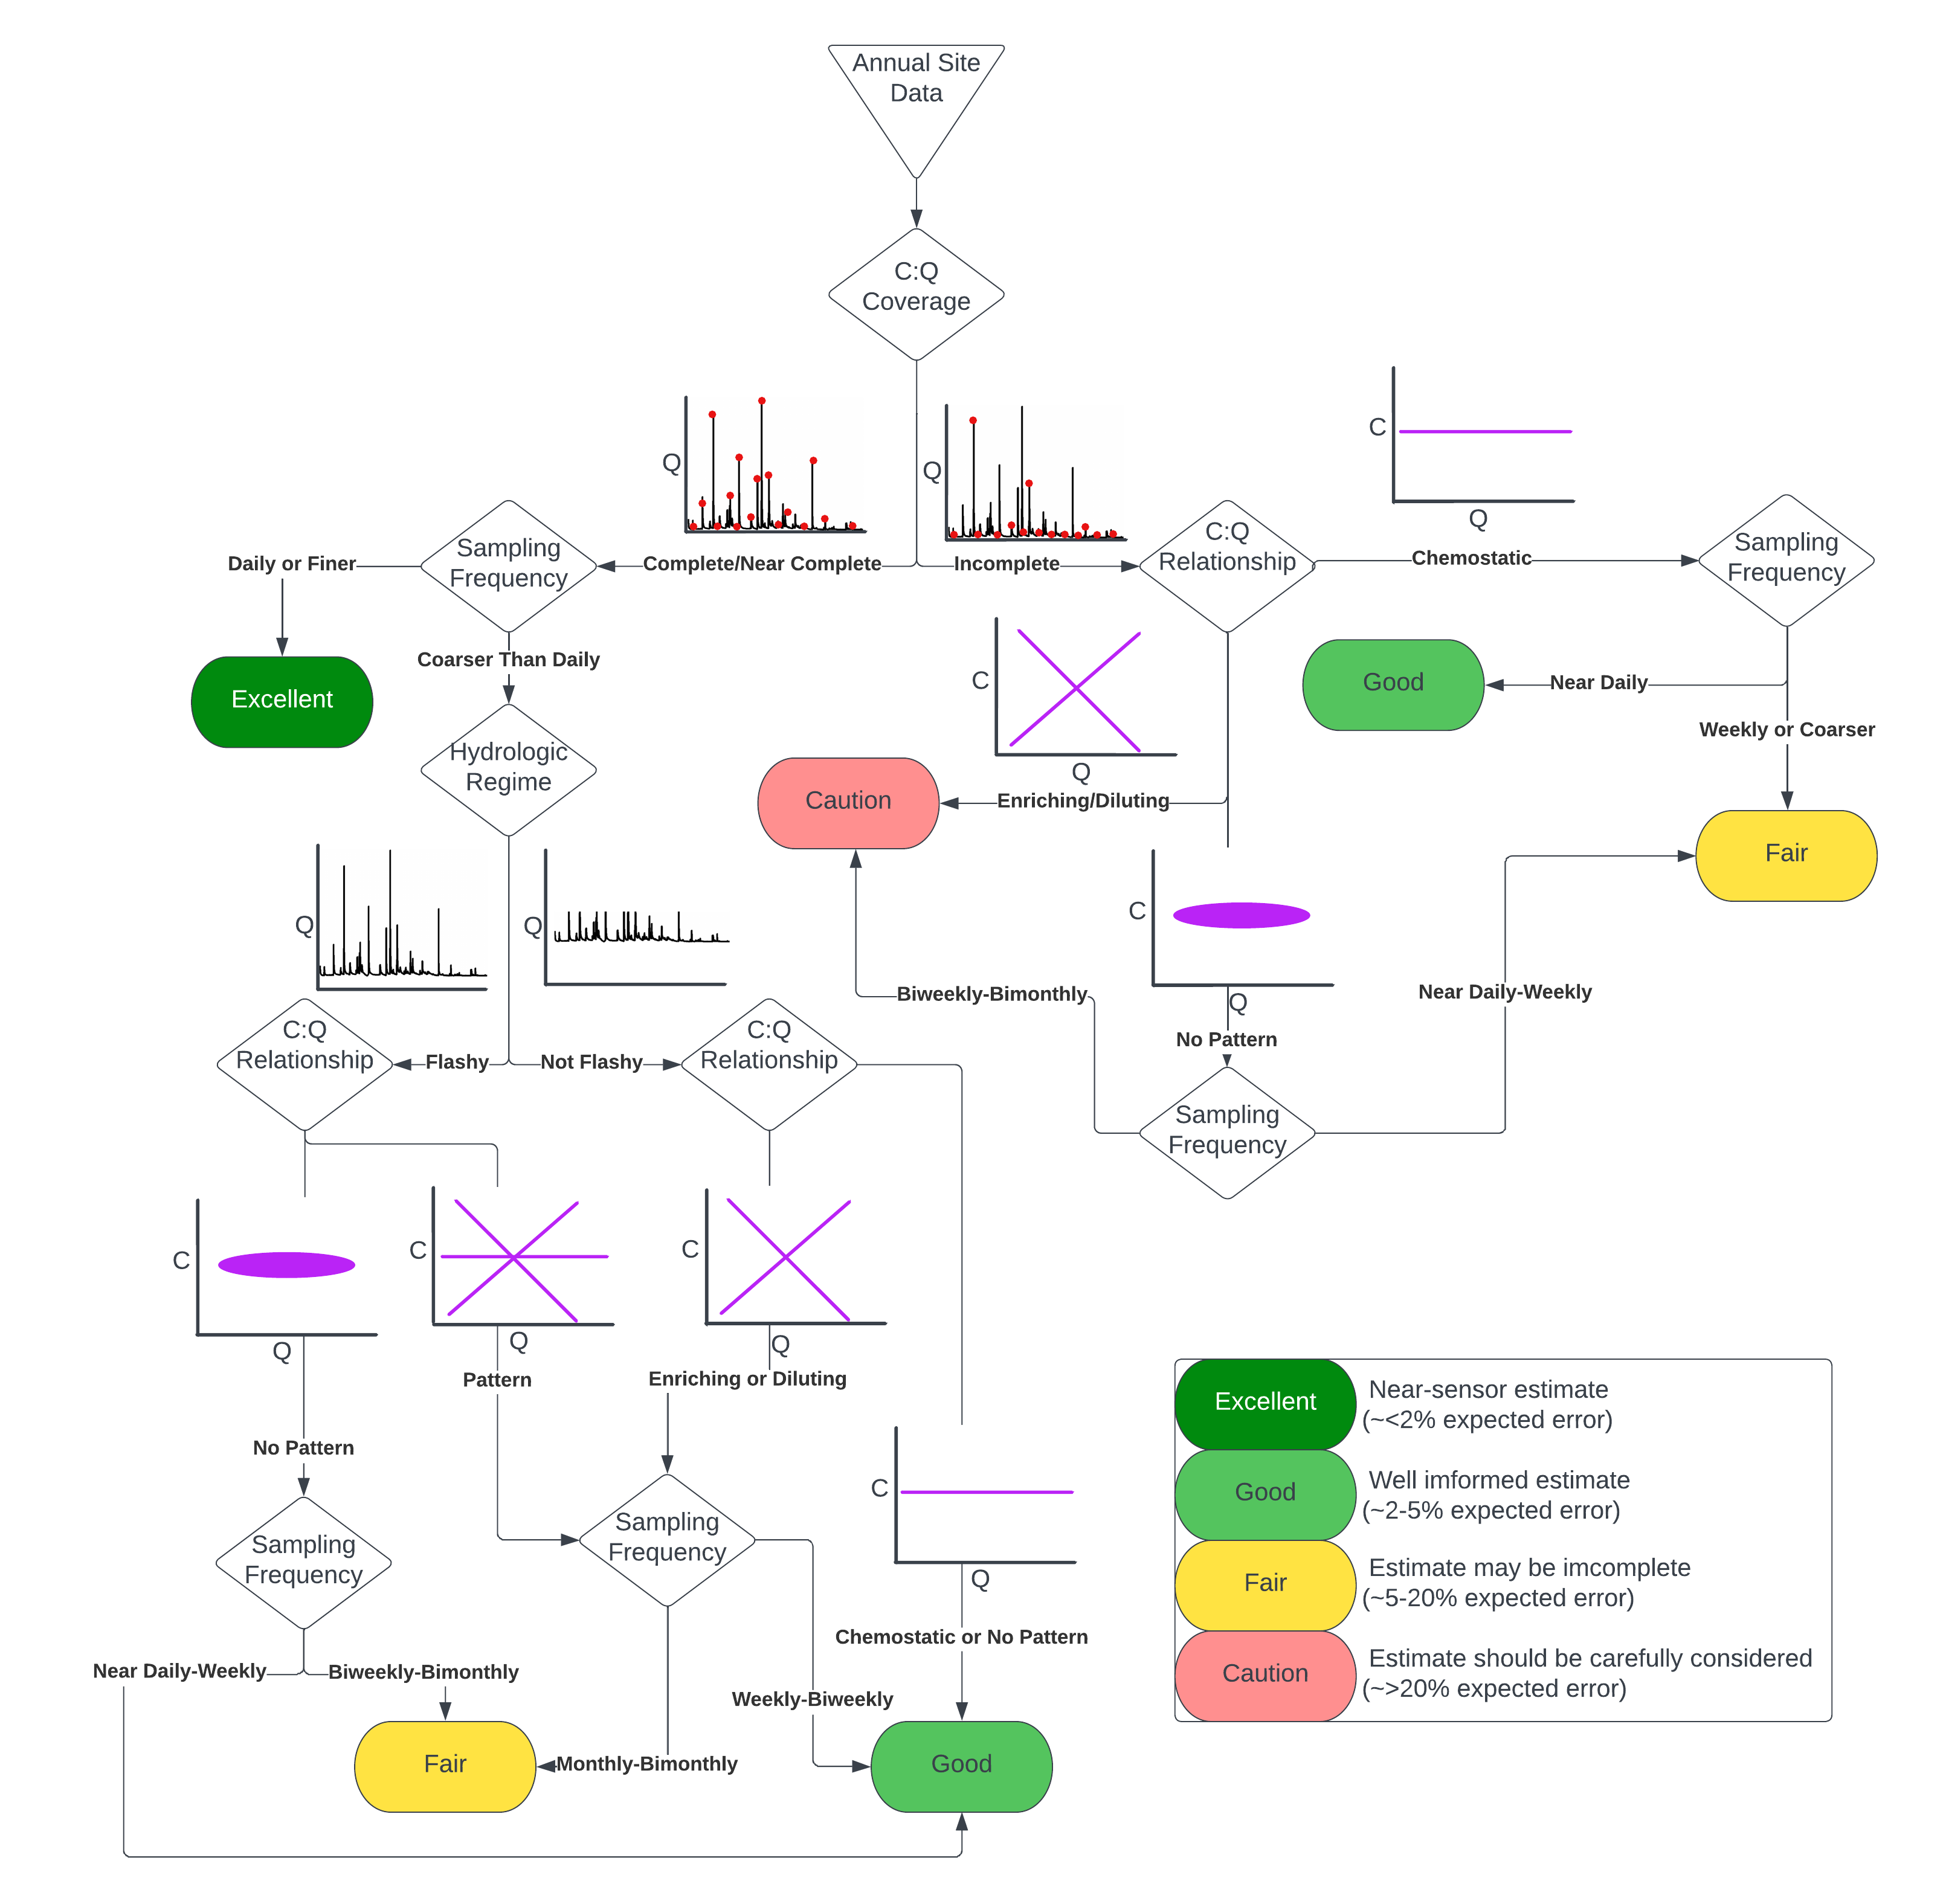 Annual Site
Data
C:Q
Coverage
Q
Q
C
Q
Daily or Finer
Sampling
Frequency
Complete/Near Complete
Incomplete
C:Q
Relationship
Chemostatic
Sampling
Frequency
Excellent
Coarser Than Daily
C
Q
Good
Near Daily
Weekly or Coarser
Hydrologic
Regime
Caution
Enriching/Diluting
Fair
Q
Q
C
Q
Biweekly-Bimonthly
Near Daily-Weekly
No Pattern
C:Q
Relationship
Flashy
Not Flashy
C:Q
Relationship
Sampling
Frequency
C
Q
C
Q
C
Q
Pattern
Enriching or Diluting
No Pattern
C
Q
Sampling
Frequency
Sampling
Frequency
Chemostatic or No Pattern
Near Daily-Weekly
Biweekly-Bimonthly
Weekly-Biweekly
Fair
Monthly-Bimonthly
Good
Excellent
Near-sensor estimate
(~<2% expected error)
Good
Well imformed estimate
(~2-5% expected error)
Fair
Estimate may be imcomplete
(~5-20% expected error)
Caution
Estimate should be carefully considered
(~>20% expected error)